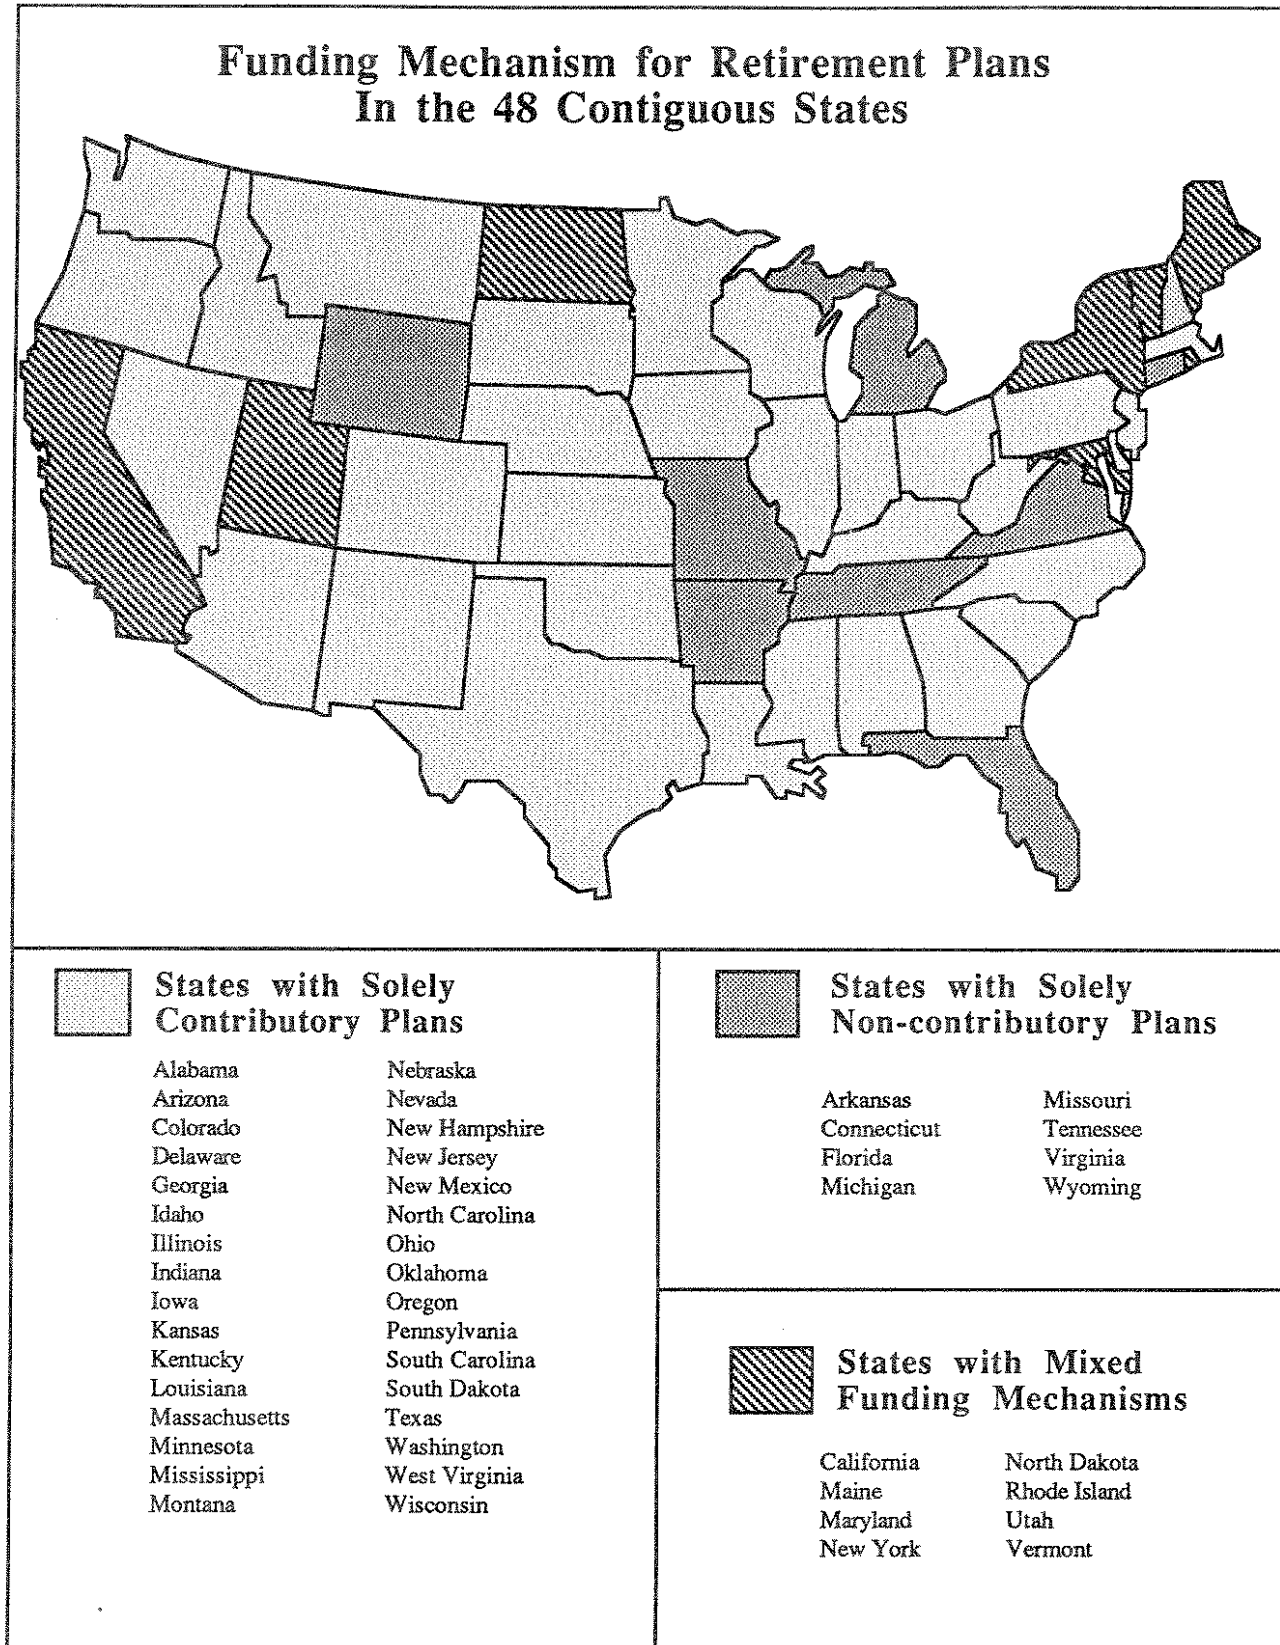 Funding Mechanism for Retirement Plans
In the 48 Contiguous States
States with Solely
Contributory Plans
Alabama
Arizona
Colorado
Delaware
Georgia
Idaho
Illinois
Indiana
Iowa
Kansas
Kentucky
Louisiana
Massachusetts
Minnesota
Mississippi
Montana
Nebraska
Nevada
New Hampshire
New Jersey
New Mexico
North Carolina
Ohio
Oklahoma
Oregon
Pennsylvania
South Carolina
South Dakota
Texas
Washington
West Virginia
Wisconsin
States with Solely
Non-contributory Plans
Arkansas
Connecticut
Florida
Michigan
Missouri
Tennessee
Virginia
Wyoming
States with Mixed
Funding Mechanisms
California
Maine
Maryland
New York
North Dakota
Rhode Island
Utah
Vermont